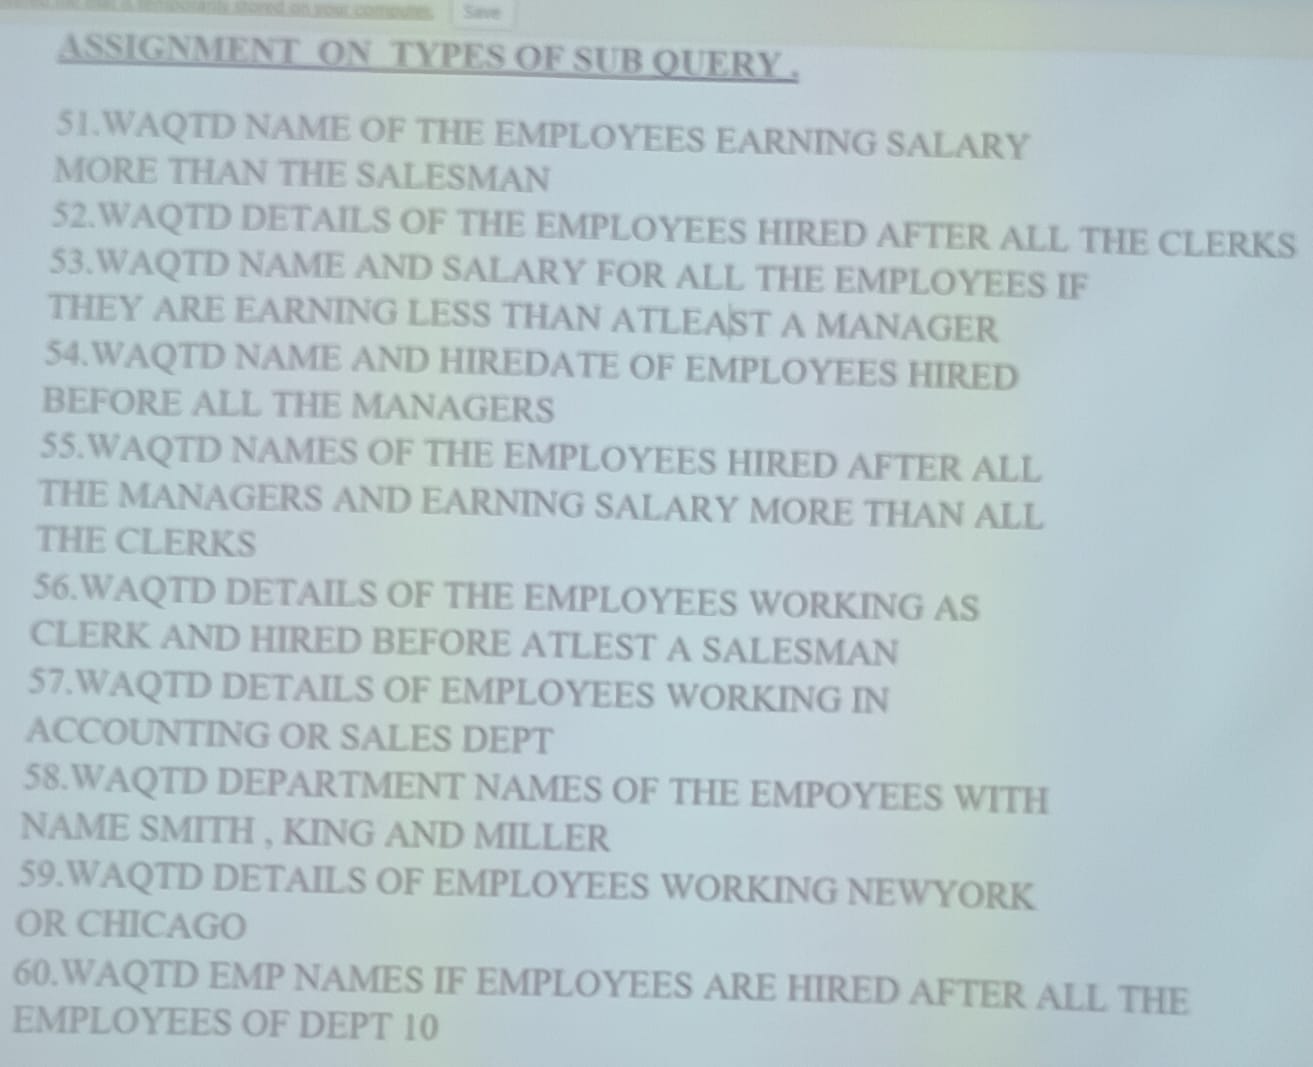 temporarily stored on your computer.
Save
ASSIGNMENT ON TYPES OF SUB QUERY .
51.WAQTD NAME OF THE EMPLOYEES EARNING SALARY
MORE THAN THE SALESMAN
52.WAQTD DETAILS OF THE EMPLOYEES HIRED AFTER ALL THE CLERKS
53.WAQTD NAME AND SALARY FOR ALL THE EMPLOYEES IF
THEY ARE EARNING LESS THAN ATLEAST A MANAGER
54.WAQTD NAME AND HIREDATE OF EMPLOYEES HIRED
BEFORE ALL THE MANAGERS
55.WAQTD NAMES OF THE EMPLOYEES HIRED AFTER ALL
THE MANAGERS AND EARNING SALARY MORE THAN ALL
THE CLERKS
56.WAQTD DETAILS OF THE EMPLOYEES WORKING AS
CLERK AND HIRED BEFORE ATLEST A SALESMAN
57.WAQTD DETAILS OF EMPLOYEES WORKING IN
ACCOUNTING OR SALES DEPT
58.WAQTD DEPARTMENT NAMES OF THE EMPOYEES WITH
NAME SMITH , KING AND MILLER
59.WAQTD DETAILS OF EMPLOYEES WORKING NEWYORK
OR CHICAGO
60.WAQTD EMP NAMES IF EMPLOYEES ARE HIRED AFTER ALL THE
EMPLOYEES OF DEPT 10